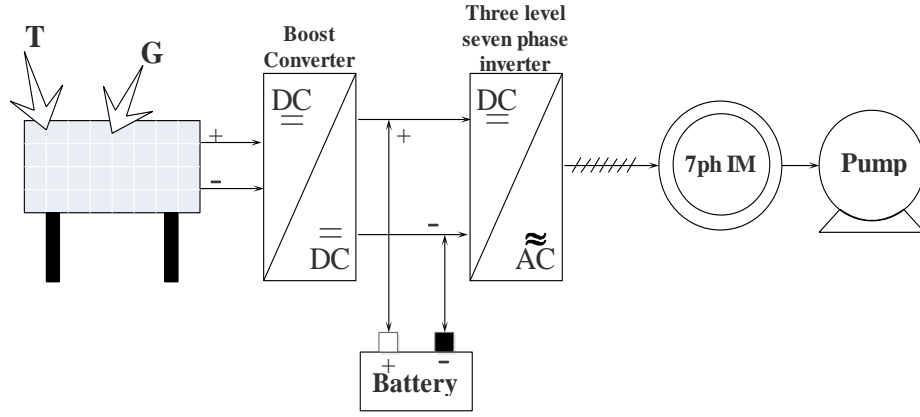 T
G
Boost
Converter
Three level
seven phase
inverter
DC
DC
DC
AC
+
-
+
-
7ph IM
Pump
+
-
Battery